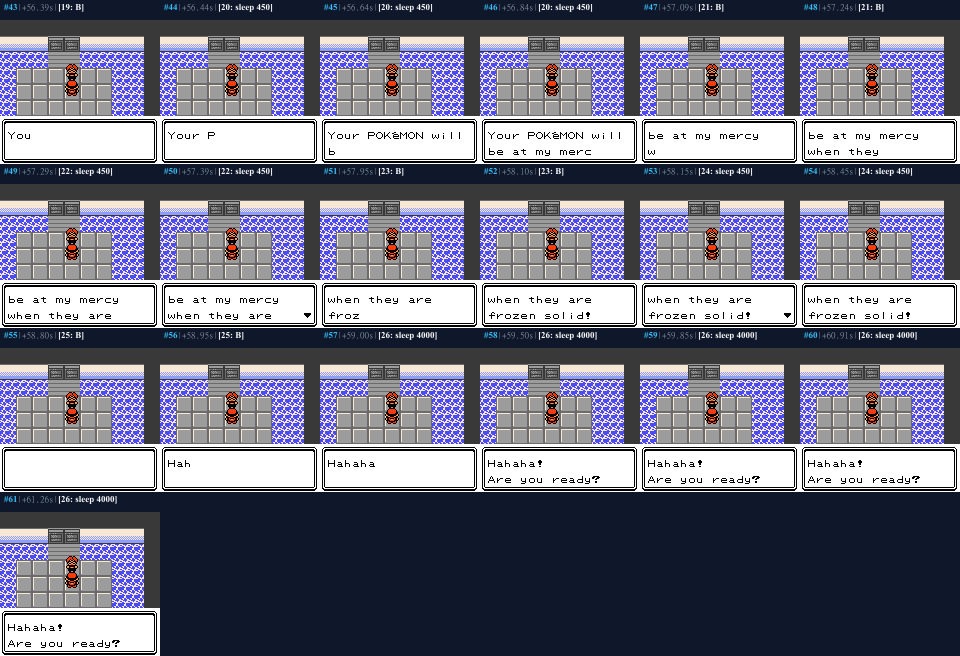 #43 | +56.39s | [19: B]
You
#44 | +56.44s | [20: sleep 450]
Your P
#45 | +56.64s | [20: sleep 450]
Your POKéMON will
b
#46 | +56.84s | [20: sleep 450]
Your POKéMON will
be at my merc
#47 | +57.09s | [21: B]
be at my mercy
w
#48 | +57.24s | [21: B]
be at my mercy
when they
#49 | +57.29s | [22: sleep 450]
be at my mercy
when they are
#50 | +57.39s | [22: sleep 450]
be at my mercy
when they are ▼
#51 | +57.95s | [23: B]
when they are
froz
#52 | +58.10s | [23: B]
when they are
frozen solid!
#53 | +58.15s | [24: sleep 450]
when they are
frozen solid! ▼
#54 | +58.45s | [24: sleep 450]
when they are
frozen solid!
#55 | +58.80s | [25: B]
#56 | +58.95s | [25: B]
Hah
#57 | +59.00s | [26: sleep 4000]
Hahaha
#58 | +59.50s | [26: sleep 4000]
Hahaha!
Are you ready?
#59 | +59.85s | [26: sleep 4000]
Hahaha!
Are you ready?
#60 | +60.91s | [26: sleep 4000]
Hahaha!
Are you ready?
#61 | +61.26s | [26: sleep 4000]
Hahaha!
Are you ready?